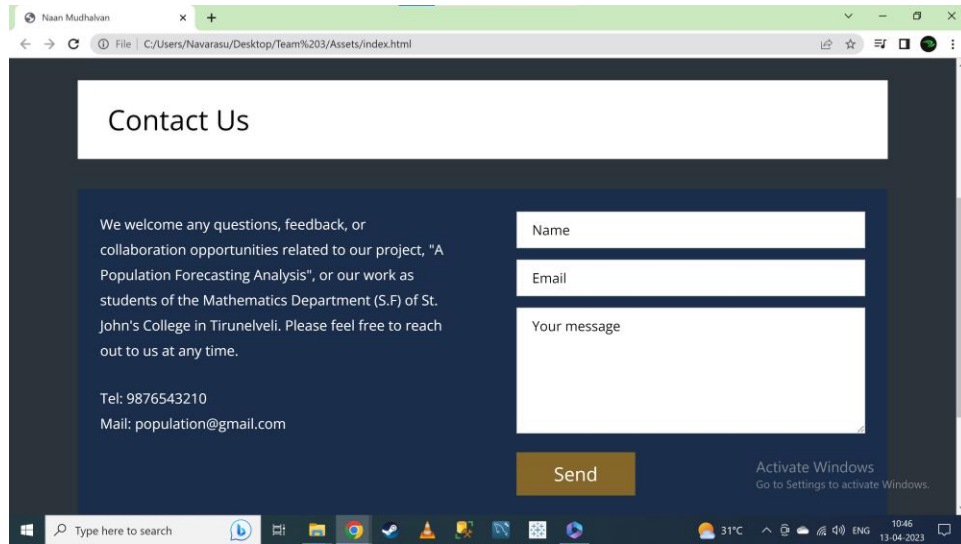 Naan Mudhalvan
File C:/Users/Navarasu/Desktop/Team%203/Assets/index.html
Contact Us
We welcome any questions, feedback, or
collaboration opportunities related to our project, "A
Population Forecasting Analysis", or our work as
students of the Mathematics Department (S.F) of St.
John's College in Tirunelveli. Please feel free to reach
out to us at any time.
Tel: 9876543210
Mail: population@gmail.com
Name
Email
Your message
Send
Activate Windows
Go to Settings to activate Windows.
Type here to search
31°C
ENG
10:46
13-04-2023